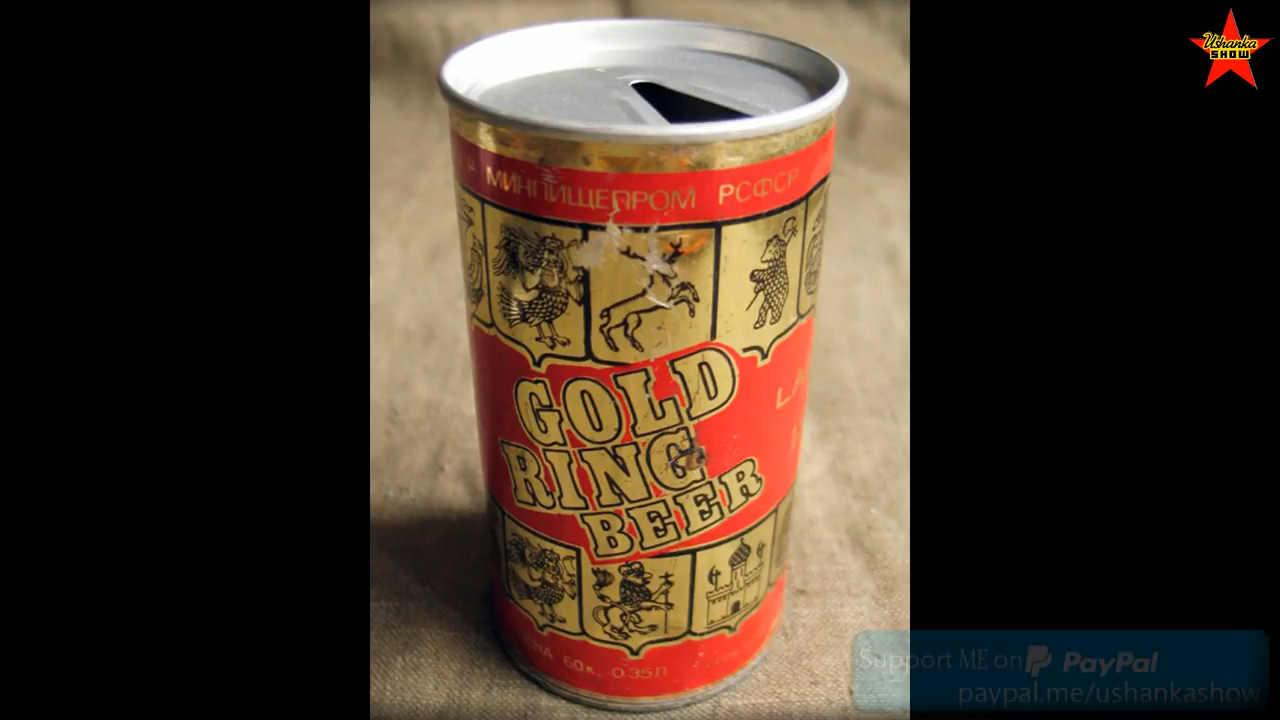 Ushanka
SHOW
МИНПИЩЕПРОМ РСФСР
GOLD
RING
BEER
60к. 0.35Л
Support ME on PayPal
paypal.me/ushankashow